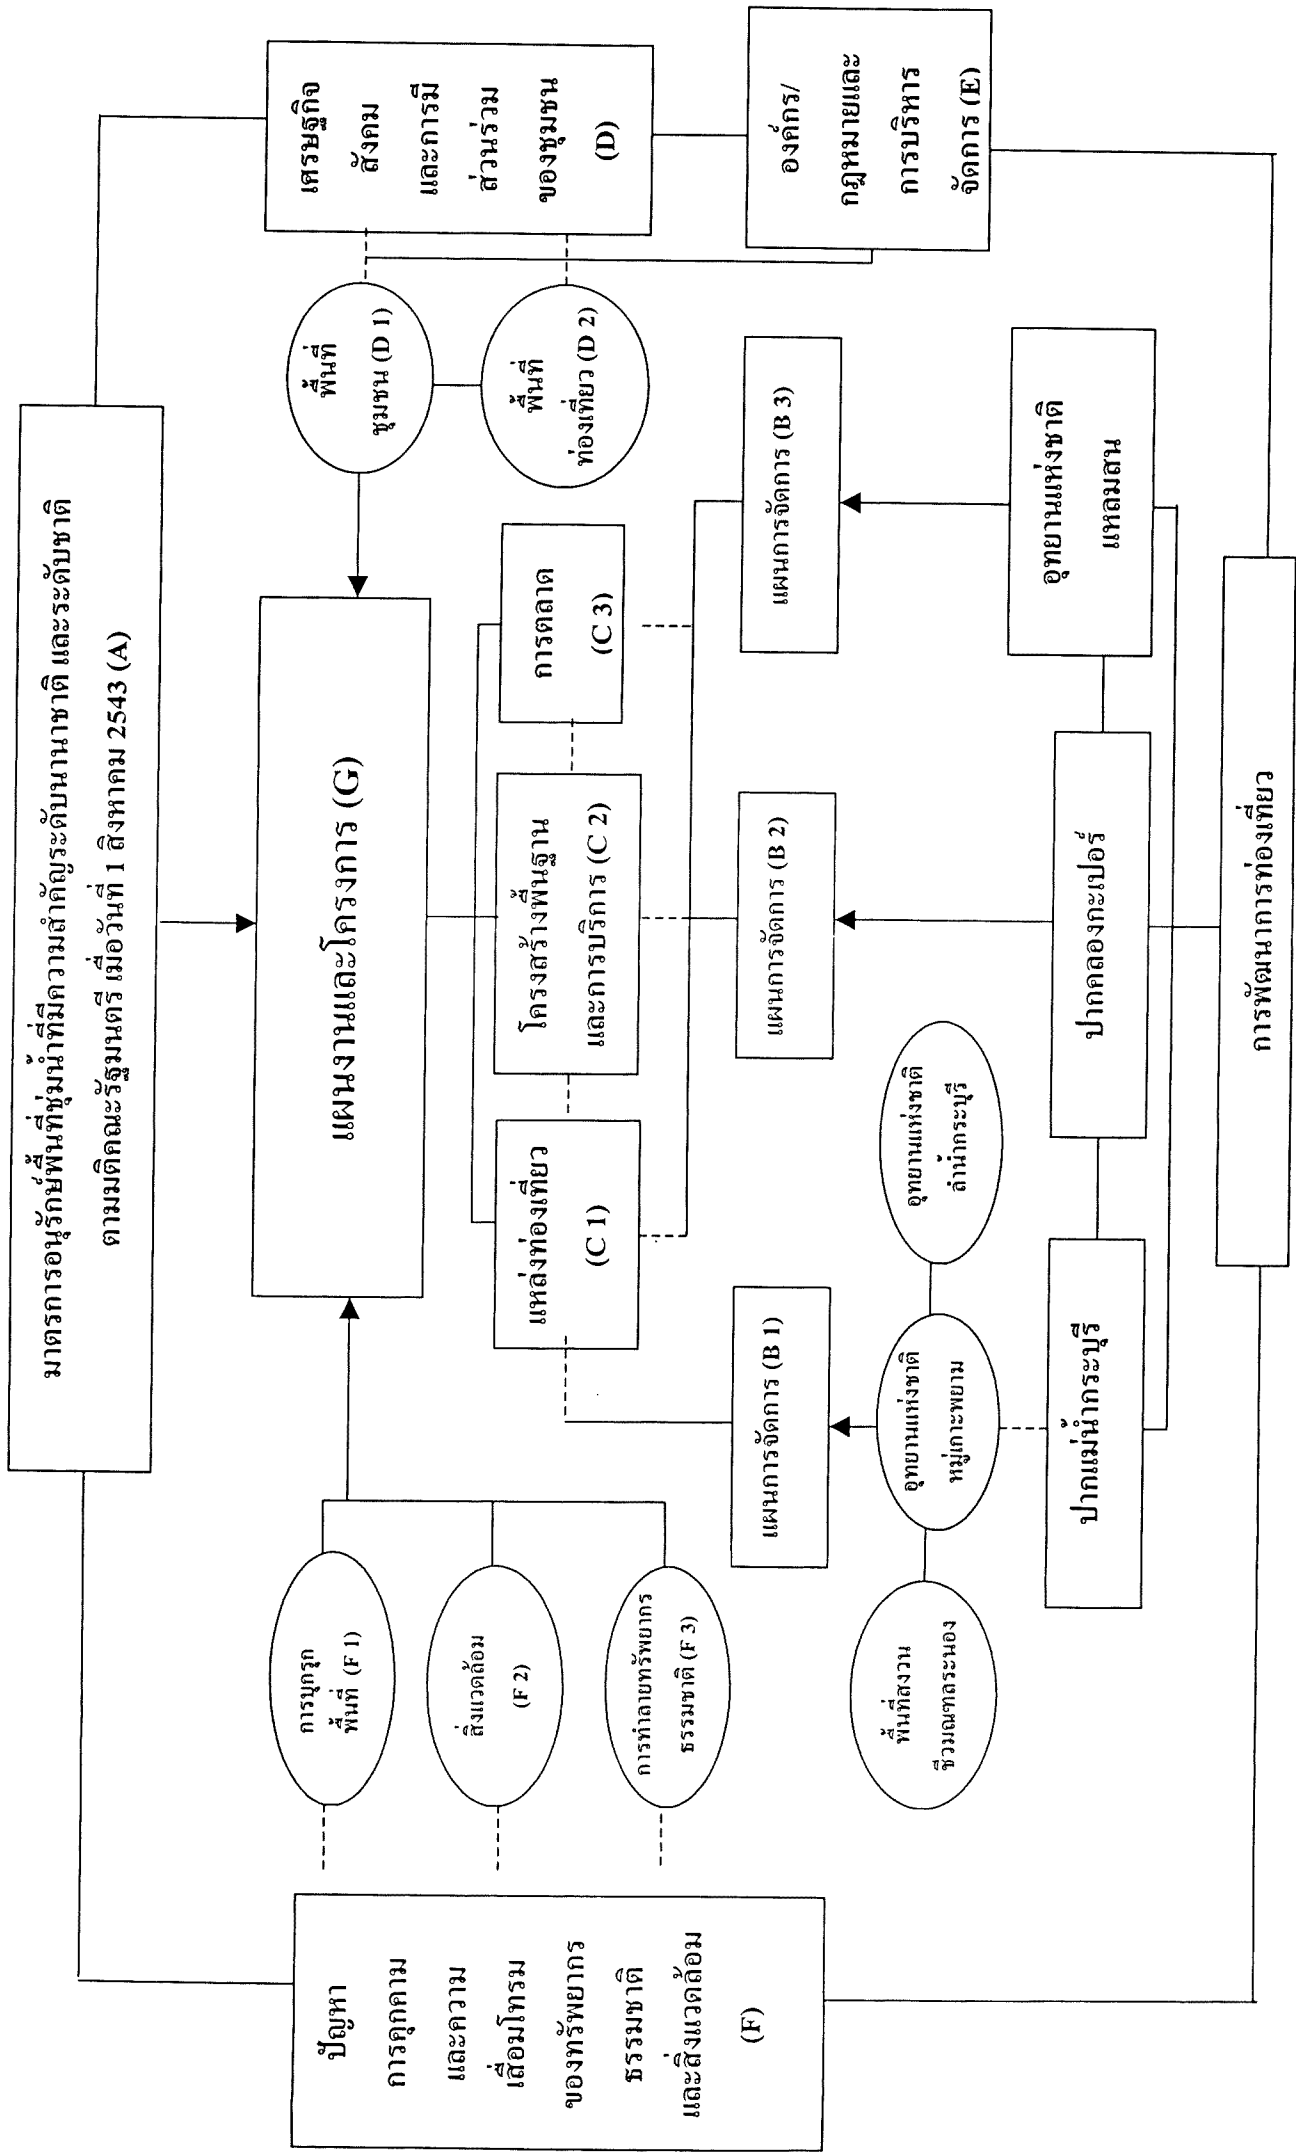 มาตรการอนุรักษ์พื้นที่ชุ่มน้ำที่มีความสำคัญระดับนานาชาติ และระดับชาติ
ตามมติคณะรัฐมนตรี เมื่อวันที่ 1 สิงหาคม 2543 (A)
ปัญหา
การคุกคาม
และความ
เสื่อมโทรม
ของทรัพยากร
ธรรมชาติ
และสิ่งแวดล้อม
(F)
การบุกรุก
พื้นที่ (F 1)
สิ่งแวดล้อม
(F 2)
การทำลายทรัพยากร
ธรรมชาติ (F 3)
แผนงานและโครงการ (G)
พื้นที่
ชุมชน (D 1)
พื้นที่
ท่องเที่ยว (D 2)
เศรษฐกิจ
สังคม
และการมี
ส่วนร่วม
ของชุมชน
(D)
องค์กร/
กฎหมายและ
การบริหาร
จัดการ (E)
แหล่งท่องเที่ยว
(C 1)
โครงสร้างพื้นฐาน
และการบริการ (C 2)
การตลาด
(C 3)
แผนการจัดการ (B 1)
แผนการจัดการ (B 2)
แผนการจัดการ (B 3)
พื้นที่สงวน
ชีวมณฑลระนอง
อุทยานแห่งชาติ
หมู่เกาะพยาม
อุทยานแห่งชาติ
ลำน้ำกระบุรี
ปากแม่น้ำกระบุรี
ปากคลองกะเปอร์
อุทยานแห่งชาติ
แหลมสน
การพัฒนาการท่องเที่ยว